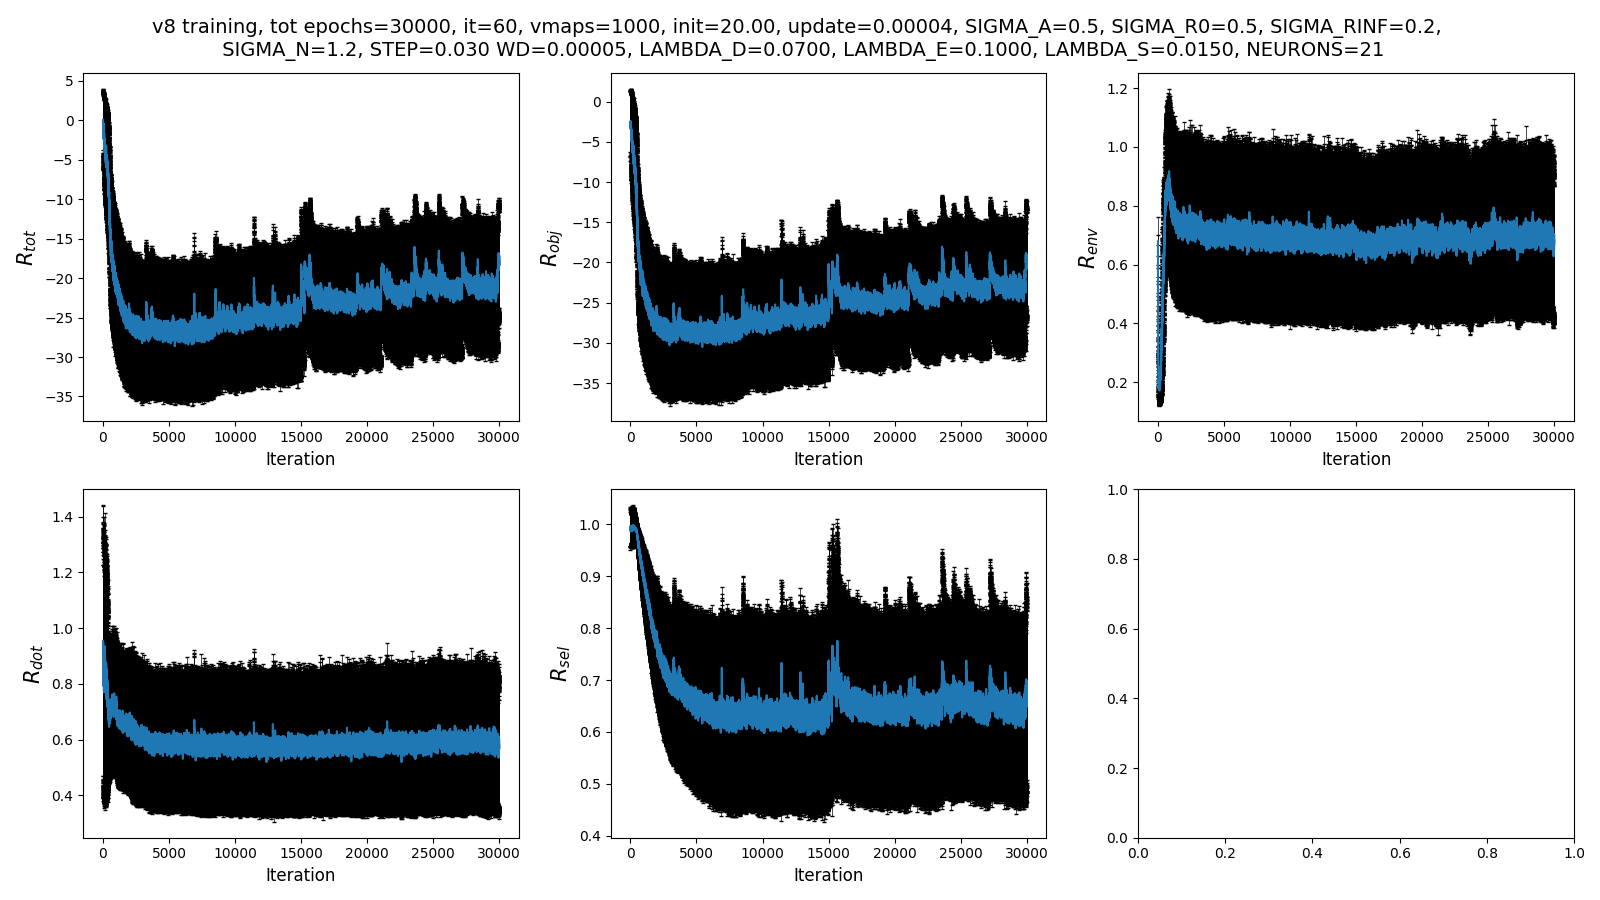 v8 training, tot epochs=30000, it=60, vmaps=1000, init=20.00, update=0.00004, SIGMA_A=0.5, SIGMA_R0=0.5, SIGMA_RINF=0.2,
SIGMA_N=1.2, STEP=0.030 WD=0.00005, LAMBDA_D=0.0700, LAMBDA_E=0.1000, LAMBDA_S=0.0150, NEURONS=21
R_tot
5
0
−5
−10
−15
−20
−25
−30
−35
0 5000 10000 15000 20000 25000 30000
Iteration
R_obj
0
−5
−10
−15
−20
−25
−30
−35
0 5000 10000 15000 20000 25000 30000
Iteration
R_env
1.2
1.0
0.8
0.6
0.4
0.2
0 5000 10000 15000 20000 25000 30000
Iteration
R_dot
1.4
1.2
1.0
0.8
0.6
0.4
0 5000 10000 15000 20000 25000 30000
Iteration
R_sel
1.0
0.9
0.8
0.7
0.6
0.5
0.4
0 5000 10000 15000 20000 25000 30000
Iteration
1.0
0.8
0.6
0.4
0.2
0.0
0.0 0.2 0.4 0.6 0.8 1.0